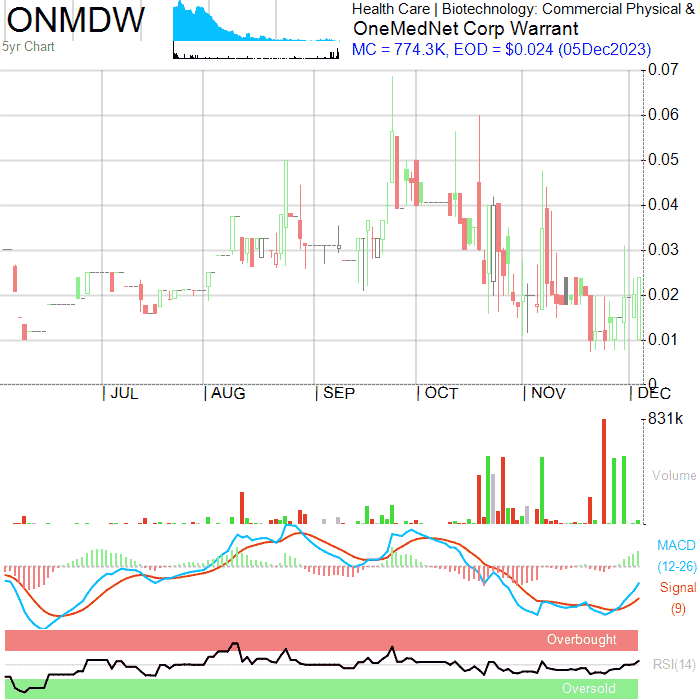 ONMDW
Health Care | Biotechnology: Commercial Physical &
OneMedNet Corp Warrant
5yr Chart
MC = 774.3K, EOD = $0.024 (05Dec2023)
0.07
0.06
0.05
0.04
0.03
0.02
0.01
0
| JUL | AUG | SEP | OCT | NOV | DEC
831k
Volume
MACD
(12-26)
Signal
(9)
Overbought
RSI(14)
Oversold